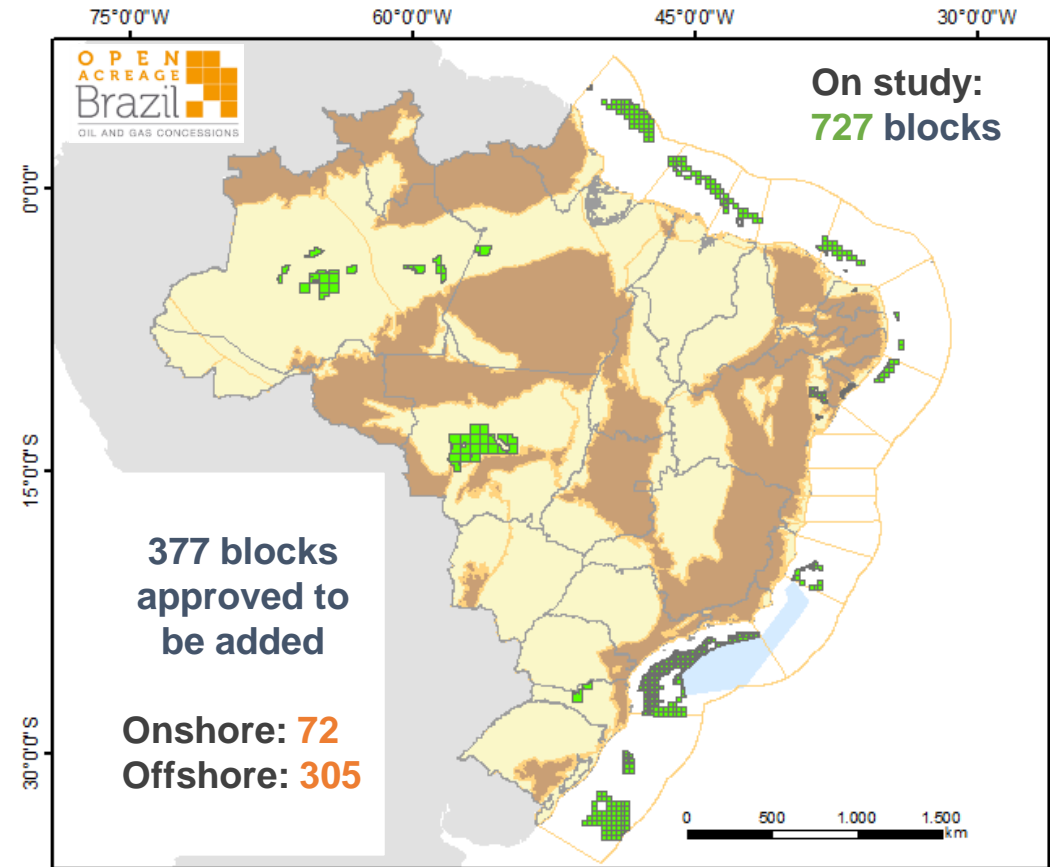 75°0'0"W
60°0'0"W
45°0'0"W
30°0'0"W
OPEN
ACREAGE
Brazil
OIL AND GAS CONCESSIONS
On study:
727 blocks
0°0'0"
15°0'0"S
30°0'0"S
377 blocks
approved to
be added
Onshore: 72
Offshore: 305
0 500 1.000 1.500
km